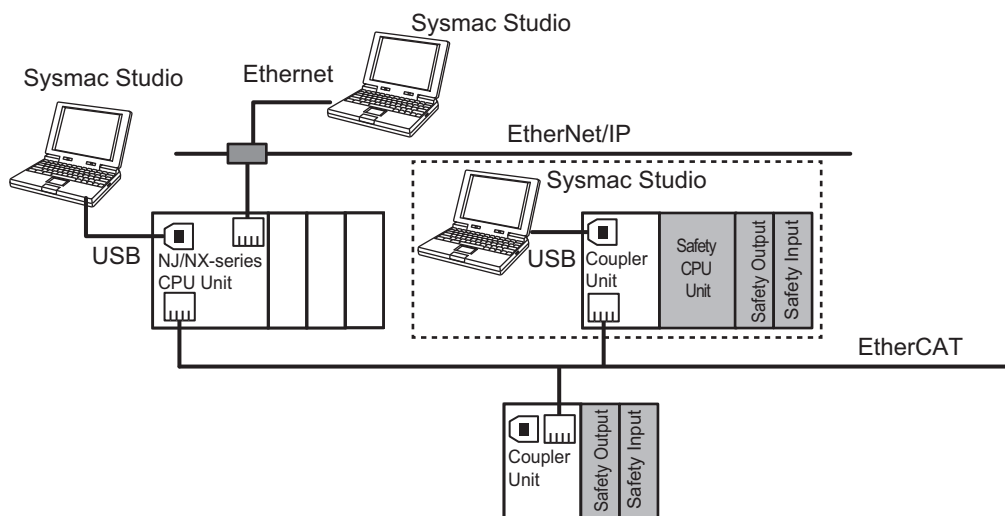 Sysmac Studio
Sysmac Studio
Ethernet
EtherNet/IP
Sysmac Studio
USB
NJ/NX-series
CPU Unit
USB
Coupler
Unit
Safety
CPU
Unit
Safety Output
Safety Input
EtherCAT
Coupler
Unit
Safety Output
Safety Input